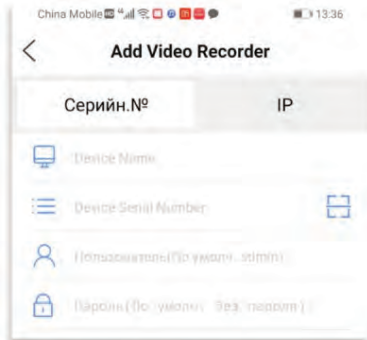 China Mobile HD 13:36
Add Video Recorder
Серийн.№ IP
Device Name
Device Serial Number
Пользователь(По умолч. admin)
Пароль(По умолч. без пароля)